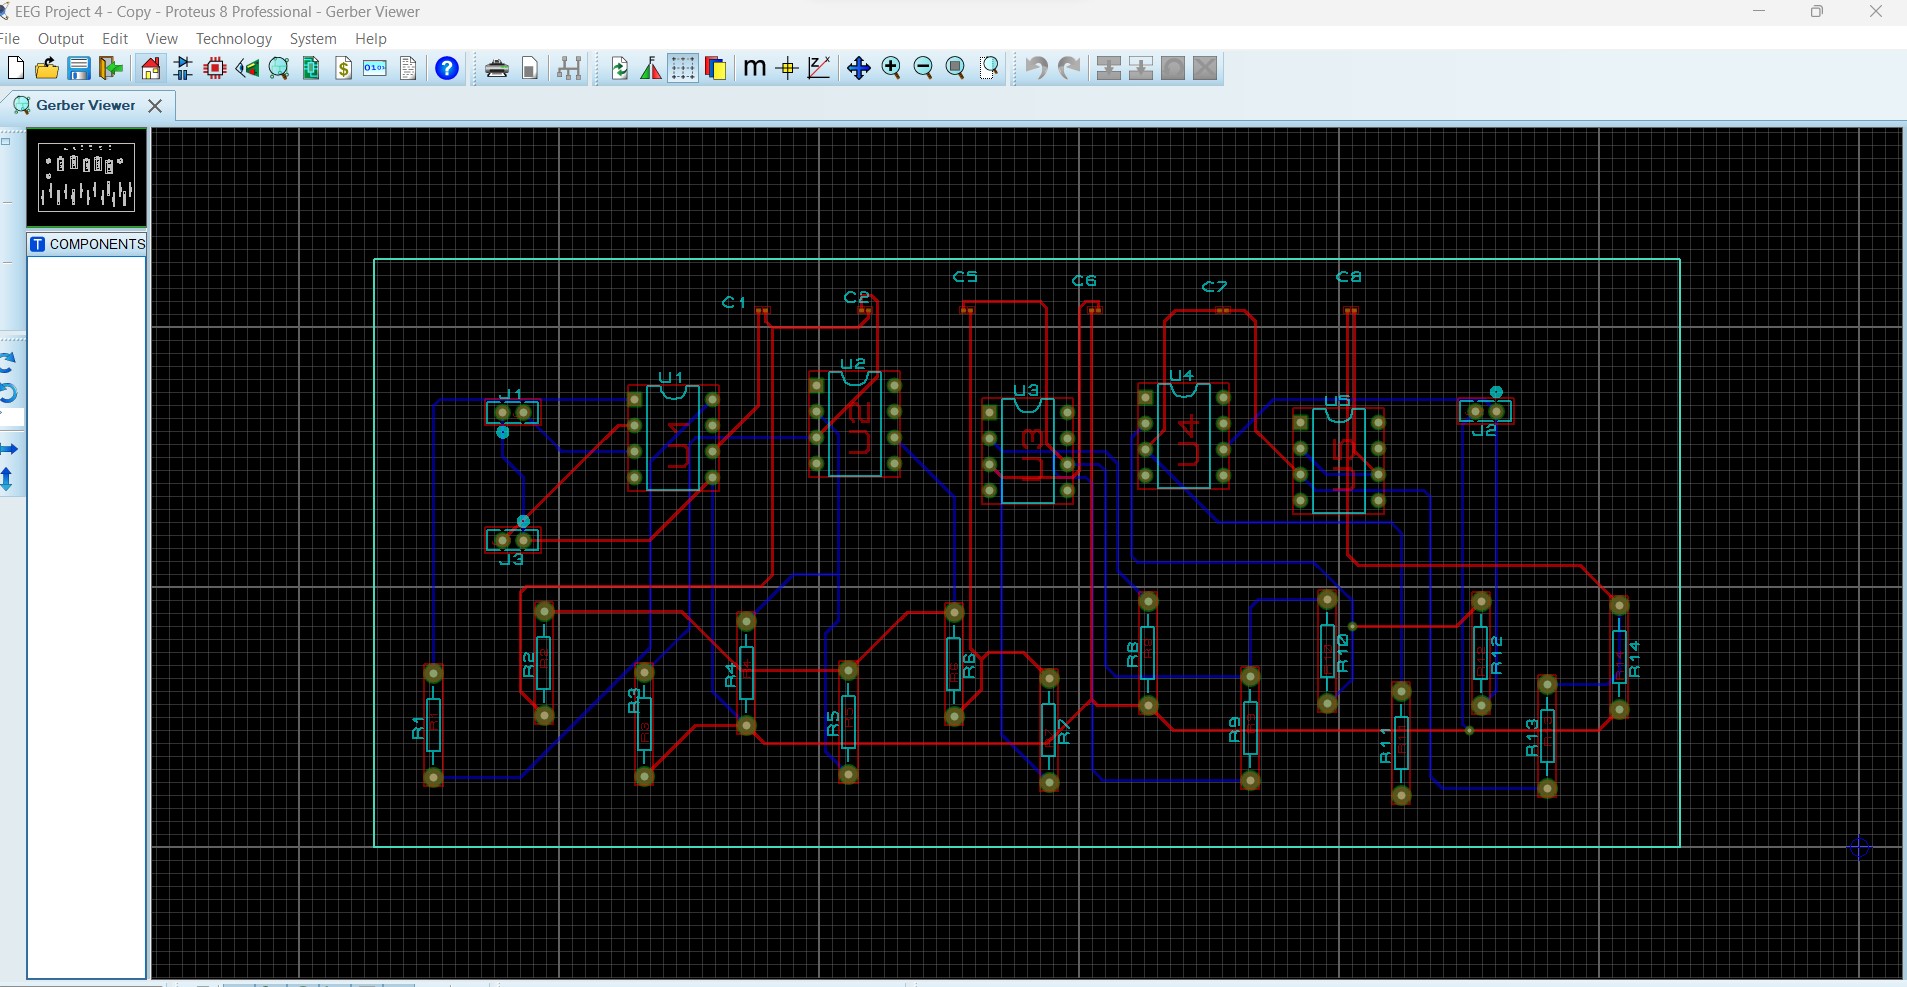 EEG Project 4 - Copy - Proteus 8 Professional - Gerber Viewer
File Output Edit View Technology System Help
$ 0101 ? m
Gerber Viewer
T COMPONENTS
C5 C6 C7 C8
C1 C2
U1 U2 U3 U4 U5
J1 J2
U1 U2 U3 U4 U5
J3
R2 R4 R6 R8 R10 R12 R14
R1 R3 R5 R7 R9 R11 R13